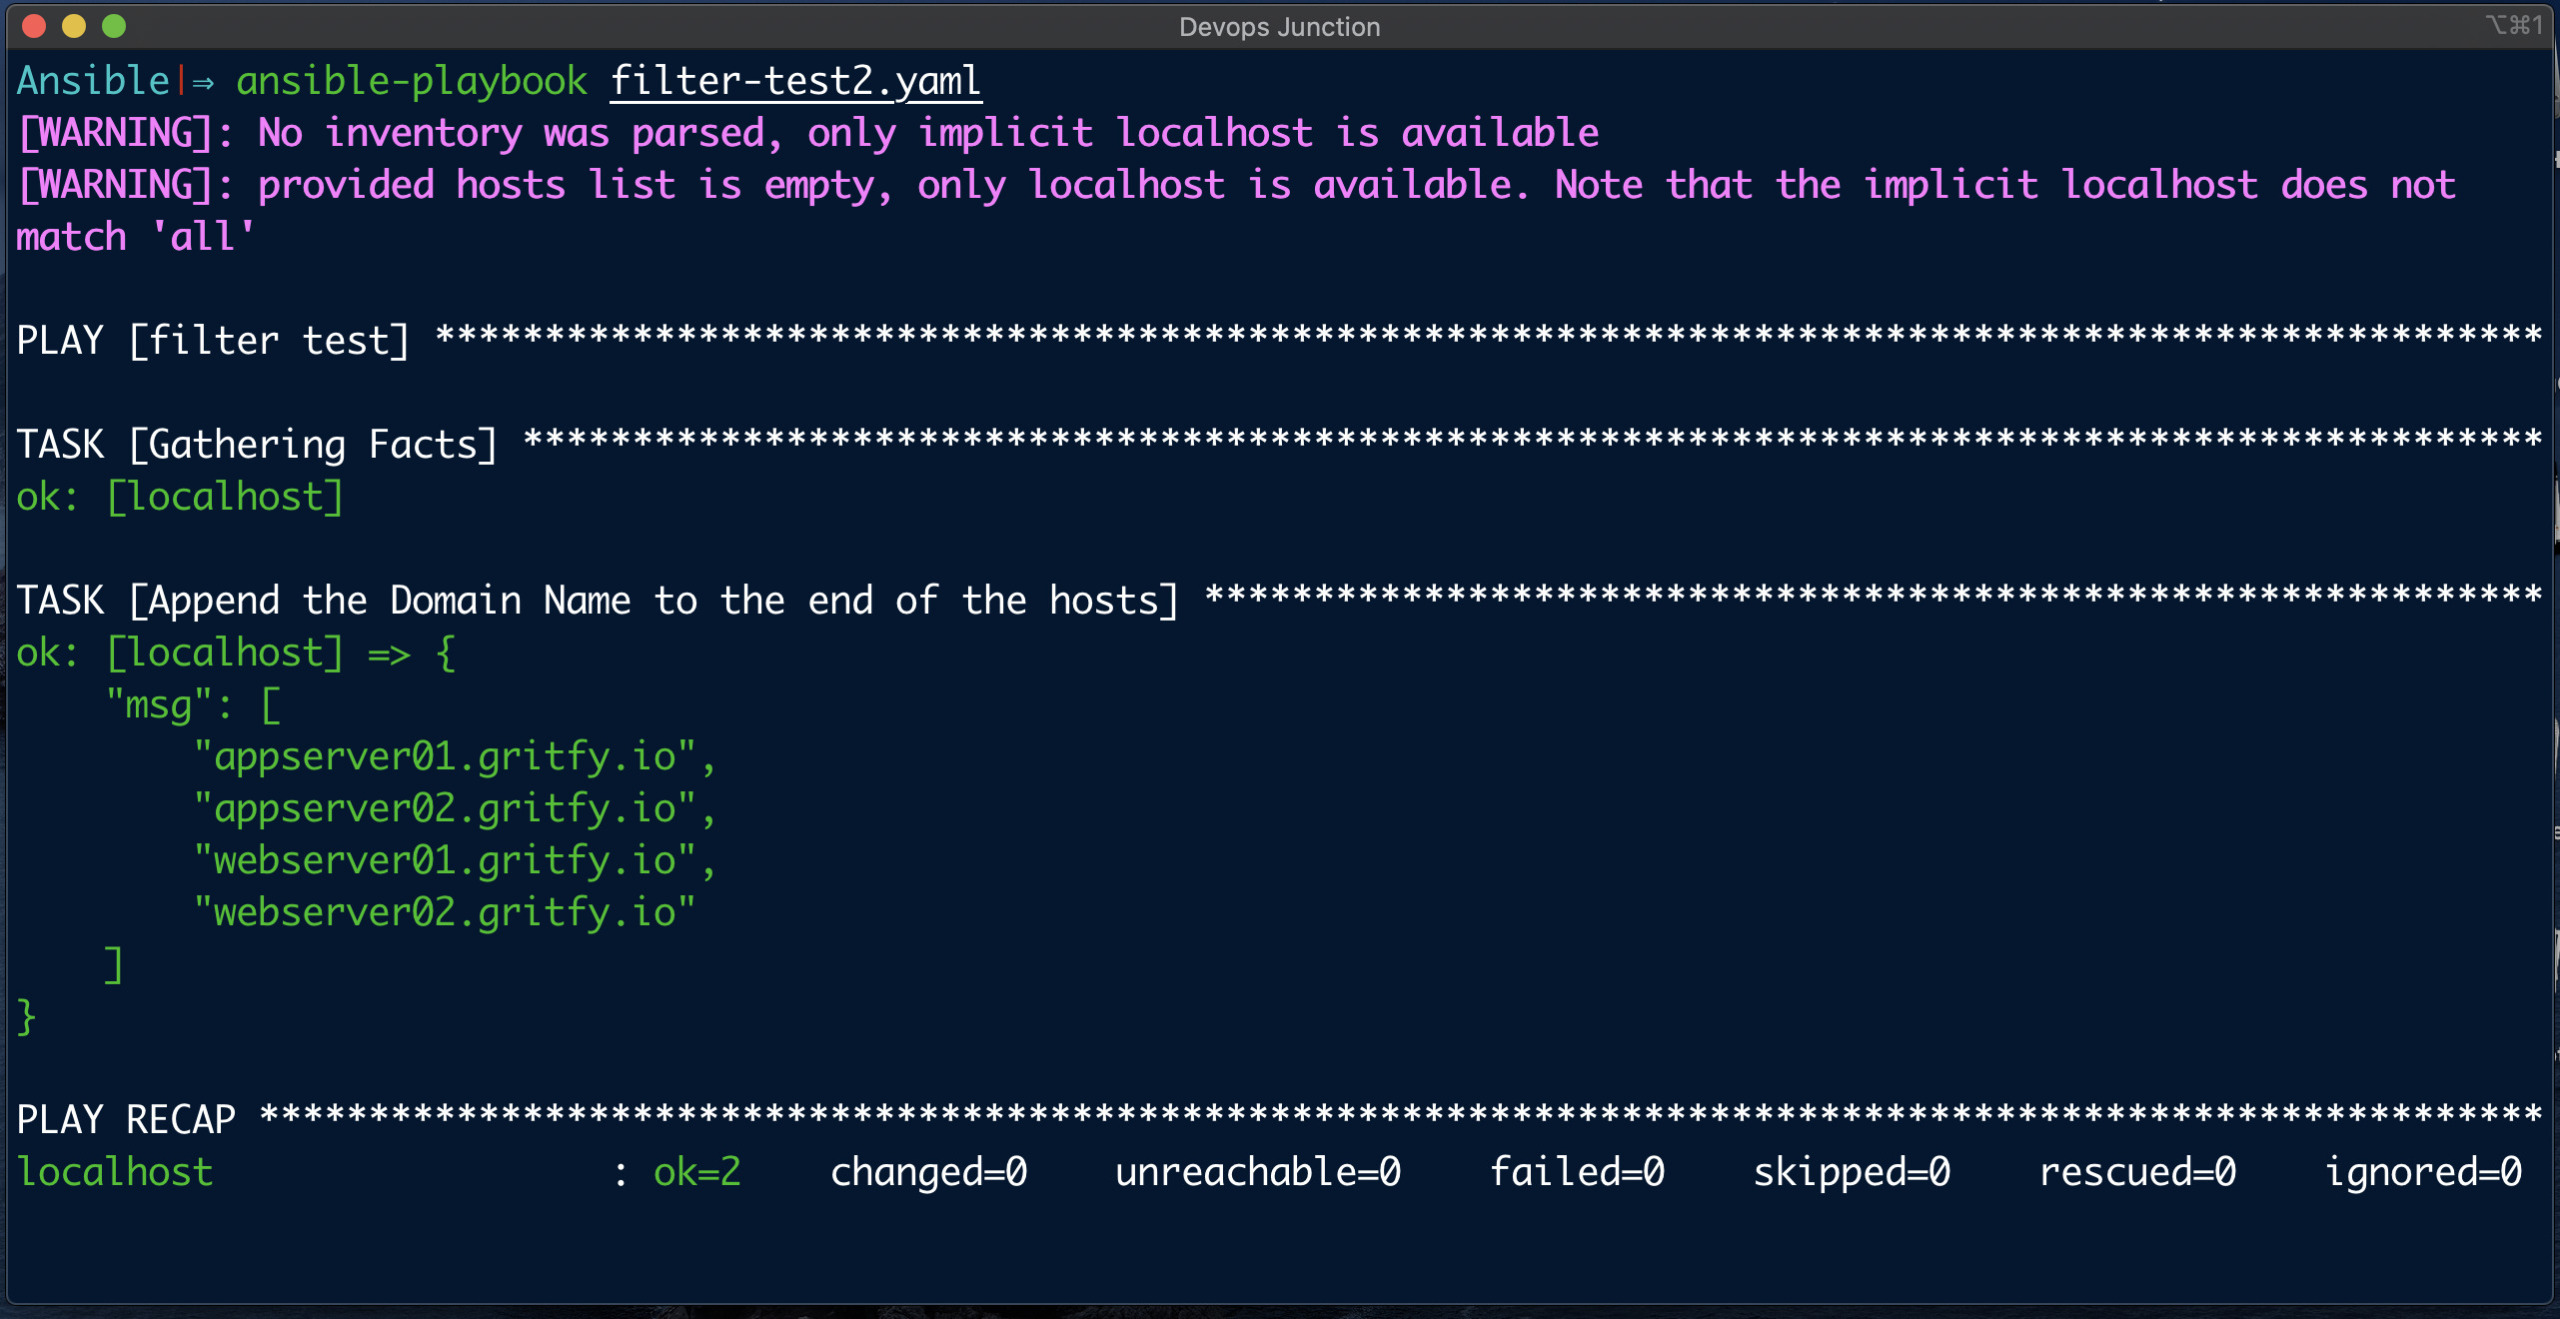 Devops Junction
⌥⌘1
Ansible|⇒ ansible-playbook filter-test2.yaml
[WARNING]: No inventory was parsed, only implicit localhost is available
[WARNING]: provided hosts list is empty, only localhost is available. Note that the implicit localhost does not
match 'all'
PLAY [filter test] ************************************************************************************************
TASK [Gathering Facts] ********************************************************************************************
ok: [localhost]
TASK [Append the Domain Name to the end of the hosts] *************************************************************
ok: [localhost] => {
    "msg": [
        "appserver01.gritfy.io",
        "appserver02.gritfy.io",
        "webserver01.gritfy.io",
        "webserver02.gritfy.io"
    ]
}
PLAY RECAP ********************************************************************************************************
localhost                  : ok=2    changed=0    unreachable=0    failed=0    skipped=0    rescued=0    ignored=0